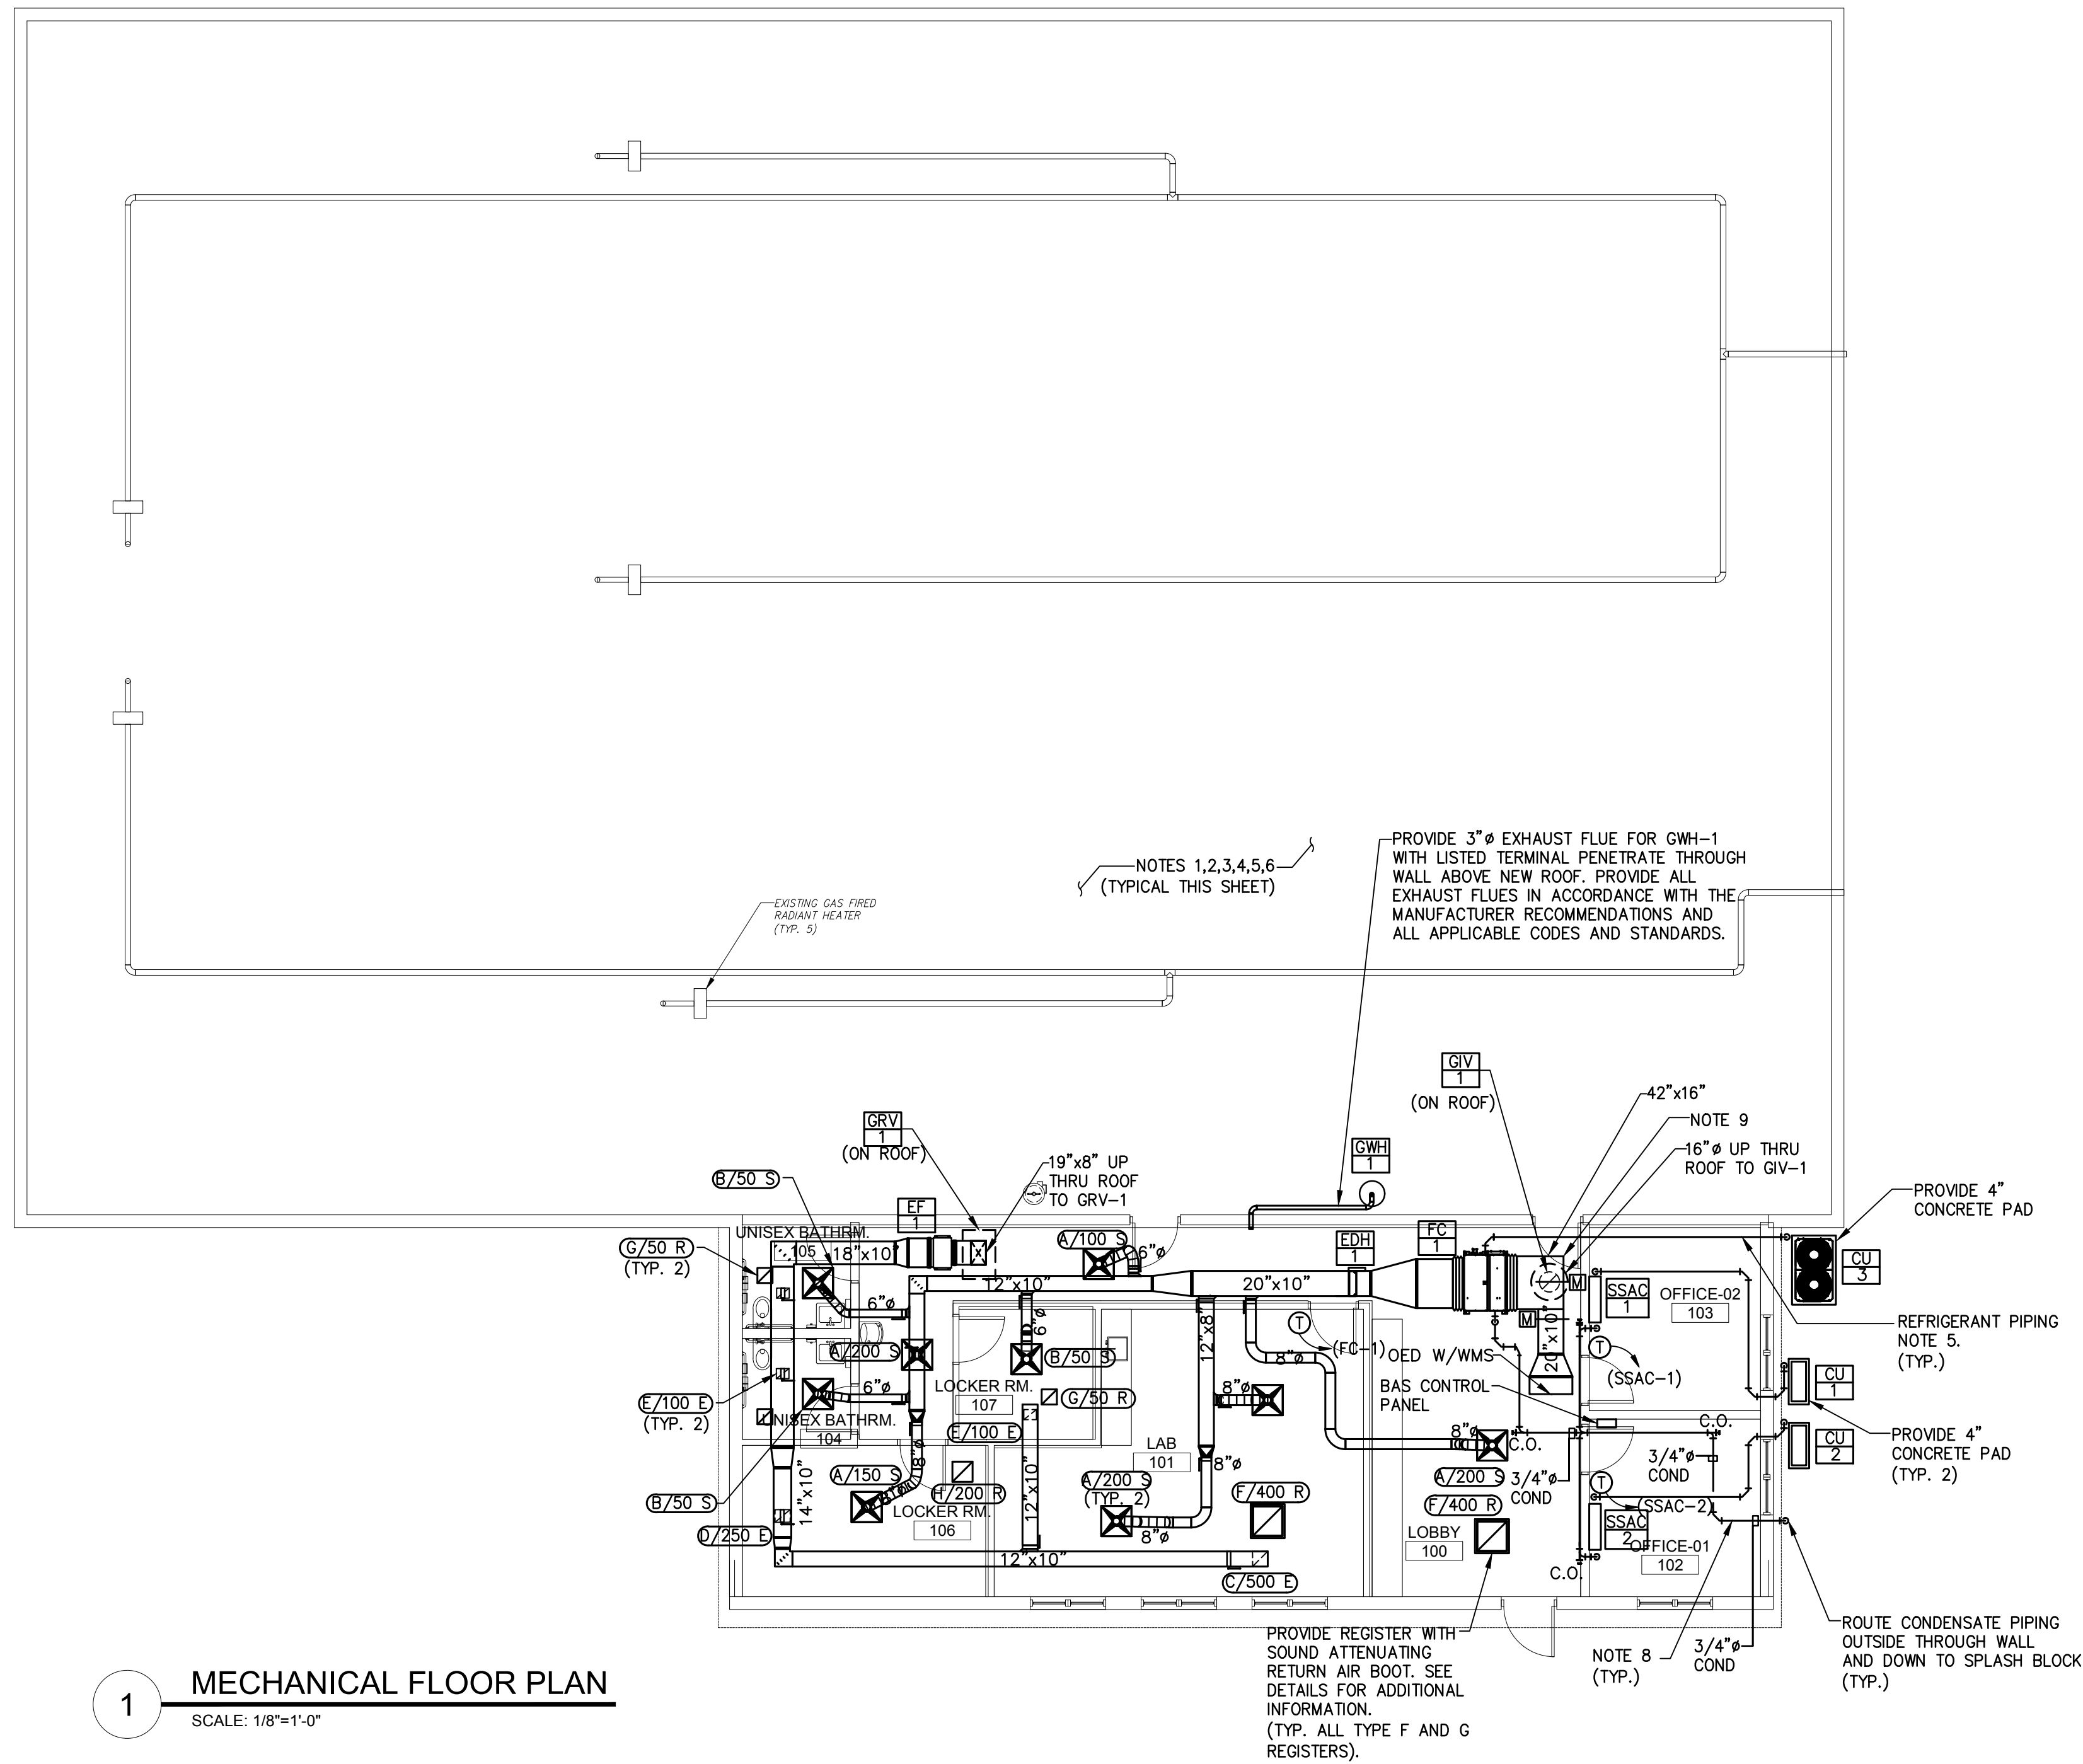 NOTES 1,2,3,4,5,6
(TYPICAL THIS SHEET)
PROVIDE 3"ø EXHAUST FLUE FOR GWH-1
WITH LISTED TERMINAL PENETRATE THROUGH
WALL ABOVE NEW ROOF. PROVIDE ALL
EXHAUST FLUES IN ACCORDANCE WITH THE
MANUFACTURER RECOMMENDATIONS AND
ALL APPLICABLE CODES AND STANDARDS.
EXISTING GAS FIRED
RADIANT HEATER
(TYP. 5)
GIV
1
(ON ROOF)
42"x16"
NOTE 9
16"ø UP THRU
ROOF TO GIV-1
GRV
1
(ON ROOF)
GWH
1
19"x8" UP
THRU ROOF
TO GRV-1
B/50 S
EF
1
PROVIDE 4"
CONCRETE PAD
UNISEX BATHRM.
105
18"x10"
G/50 R
(TYP. 2)
A/100 S
6"ø
EDH
1
FC
1
CU
3
12"x10"
20"x10"
M
SSAC
1
OFFICE-02
103
6"ø
6"ø
12"x8"
M
20"x10"
REFRIGERANT PIPING
NOTE 5.
(TYP.)
T
(FC-1)
T
(SSAC-1)
A/200 S
B/50 S
8"ø
OED W/WMS
BAS CONTROL
PANEL
CU
1
6"ø
LOCKER RM.
107
G/50 R
8"ø
E/100 E
(TYP. 2)
UNISEX BATHRM.
104
E/100 E
LAB
101
8"ø
C.O.
C.O.
CU
2
PROVIDE 4"
CONCRETE PAD
(TYP. 2)
8"ø
8"ø
A/150 S
8"ø
H/200 R
A/200 S
(TYP. 2)
F/400 R
A/200 S
3/4"ø
COND
3/4"ø
COND
T
(SSAC-2)
B/50 S
14"x10"
LOCKER RM.
106
12"x10"
F/400 R
SSAC
2
D/250 E
8"ø
LOBBY
100
OFFICE-01
102
12"x10"
C/500 E
C.O.
PROVIDE REGISTER WITH
SOUND ATTENUATING
RETURN AIR BOOT. SEE
DETAILS FOR ADDITIONAL
INFORMATION.
(TYP. ALL TYPE F AND G
REGISTERS).
NOTE 8
(TYP.)
3/4"ø
COND
ROUTE CONDENSATE PIPING
OUTSIDE THROUGH WALL
AND DOWN TO SPLASH BLOCK
(TYP.)
1
MECHANICAL FLOOR PLAN
SCALE: 1/8"=1'-0"